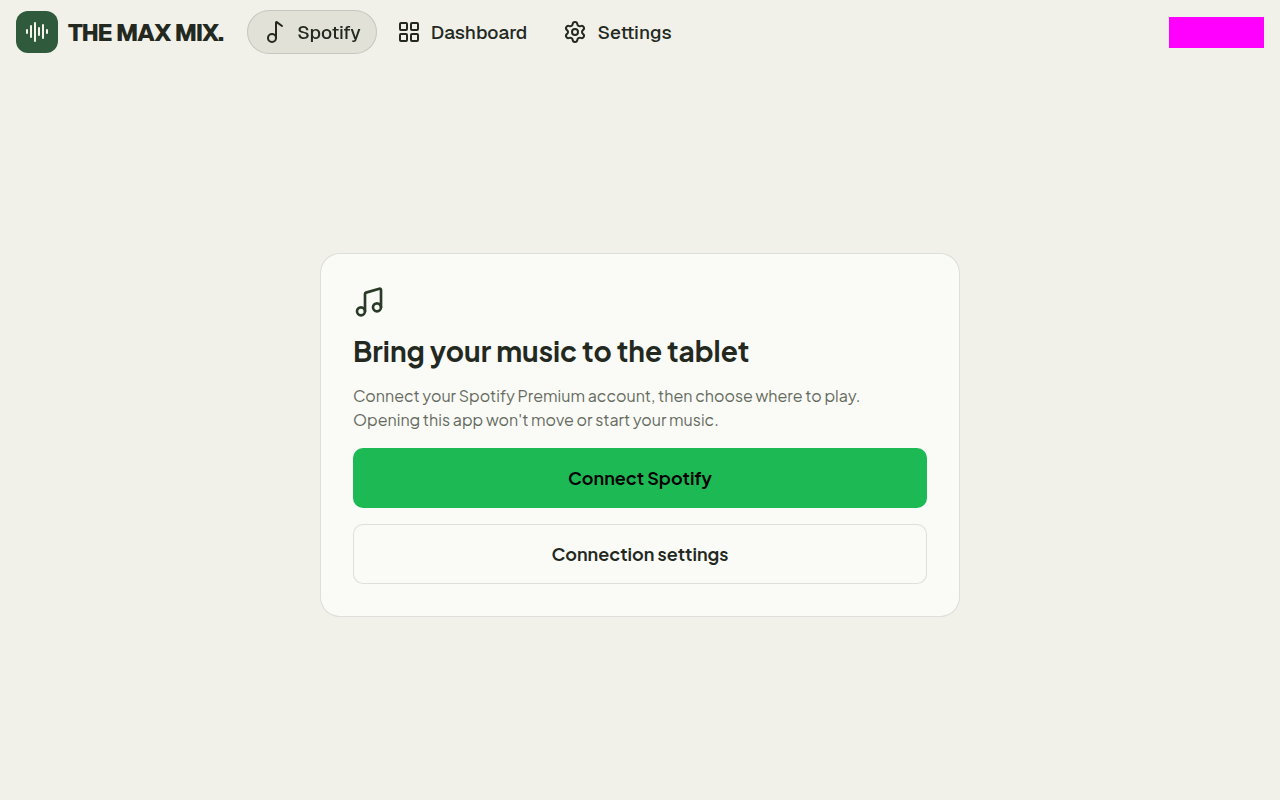 THE MAX MIX.
Spotify
Dashboard
Settings
Bring your music to the tablet
Connect your Spotify Premium account, then choose where to play.
Opening this app won't move or start your music.
Connect Spotify
Connection settings